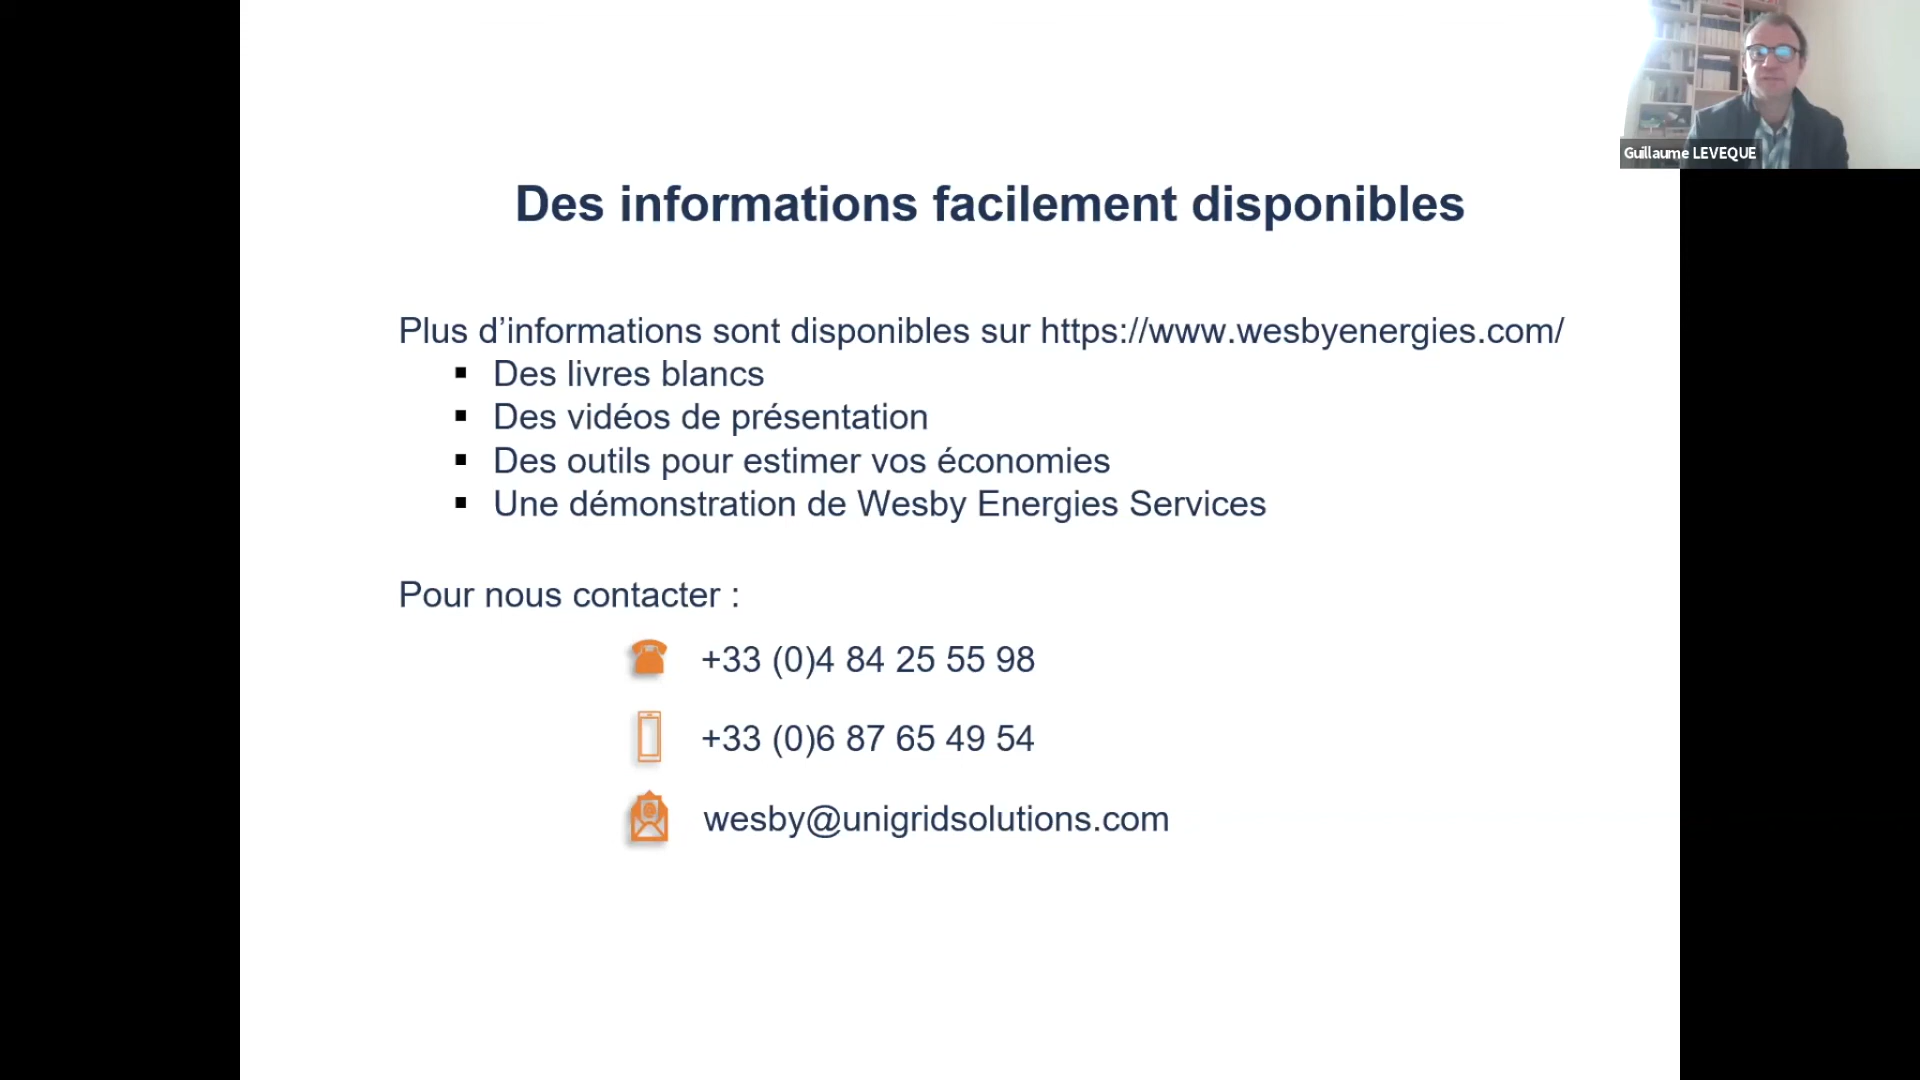 Guillaume LEVEQUE
Des informations facilement disponibles
Plus d’informations sont disponibles sur https://www.wesbyenergies.com/
▪ Des livres blancs
▪ Des vidéos de présentation
▪ Des outils pour estimer vos économies
▪ Une démonstration de Wesby Energies Services
Pour nous contacter :
+33 (0)4 84 25 55 98
+33 (0)6 87 65 49 54
wesby@unigridsolutions.com